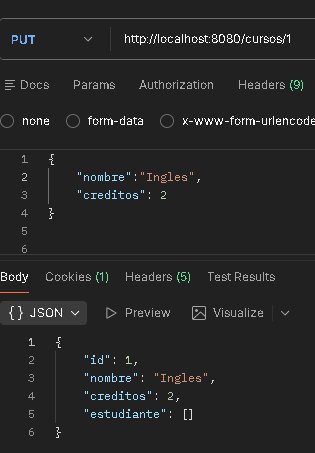 PUT http://localhost:8080/cursos/1
Docs Params Authorization Headers (9)
none form-data x-www-form-urlencode
1 {
2 "nombre":"Ingles",
3 "creditos": 2
4 }
5
6
Body Cookies (1) Headers (5) Test Results
{} JSON Preview Visualize
1 {
2 "id": 1,
3 "nombre": "Ingles",
4 "creditos": 2,
5 "estudiante": []
6 }